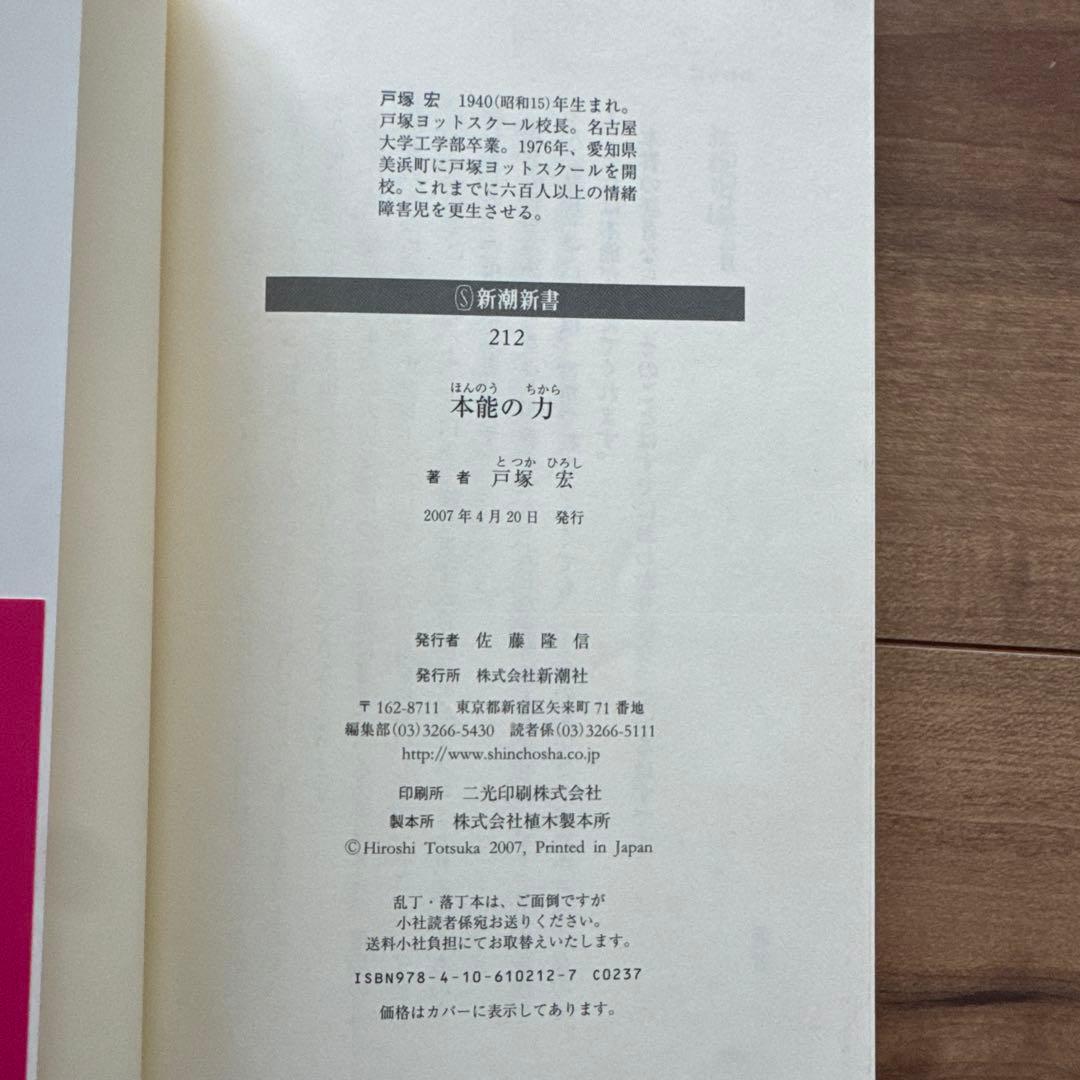 戸塚 宏　1940(昭和15)年生まれ。
戸塚ヨットスクール校長。名古屋
大学工学部卒業。1976年、愛知県
美浜町に戸塚ヨットスクールを開
校。これまでに六百人以上の情緒
障害児を更生させる。
Ⓢ新潮新書
212
ほんのう ちから
本能の力
とつか ひろし
著者 戸塚 宏
2007年4月20日　発行
発行者 佐藤隆信
発行所 株式会社新潮社
〒162-8711　東京都新宿区矢来町71番地
編集部(03)3266-5430　読者係(03)3266-5111
http://www.shinchosha.co.jp
印刷所 二光印刷株式会社
製本所 株式会社植木製本所
©Hiroshi Totsuka 2007, Printed in Japan
乱丁・落丁本は、ご面倒ですが
小社読者係宛お送りください。
送料小社負担にてお取替えいたします。
ISBN978-4-10-610212-7 C0237
価格はカバーに表示してあります。